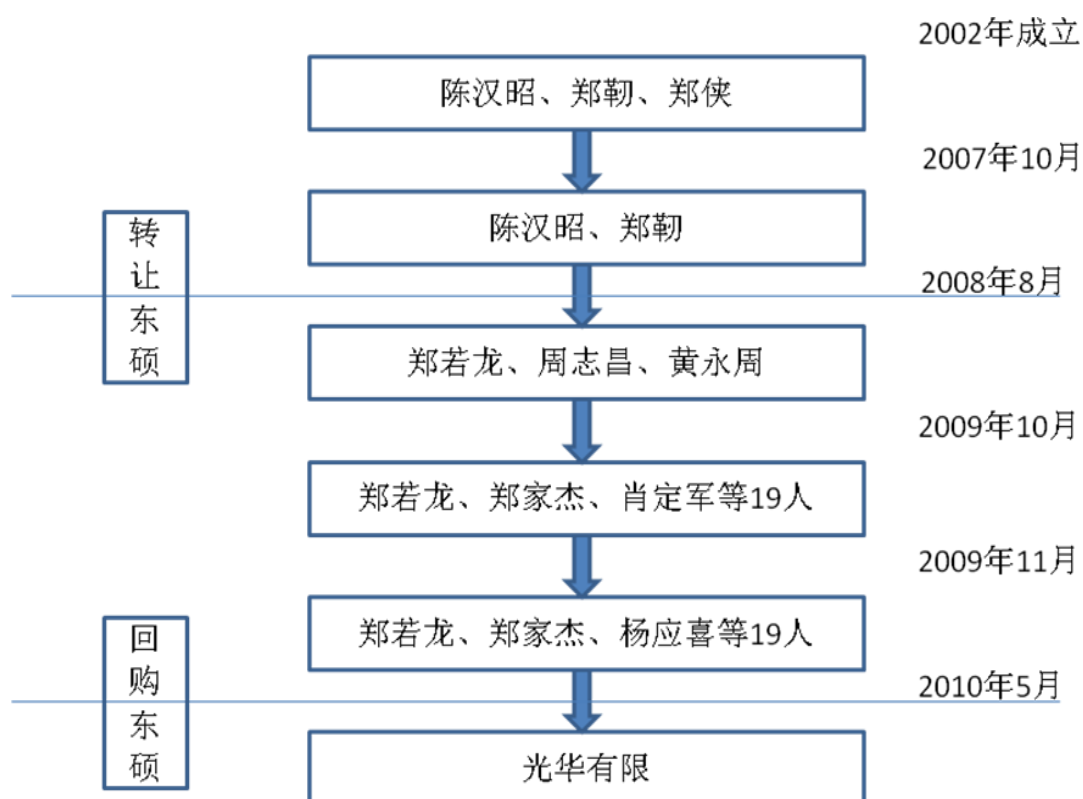 2002年成立
陈汉昭、郑靭、郑侠
2007年10月
陈汉昭、郑靭
转让东硕
2008年8月
郑若龙、周志昌、黄永周
2009年10月
郑若龙、郑家杰、肖定军等19人
2009年11月
郑若龙、郑家杰、杨应喜等19人
回购东硕
2010年5月
光华有限